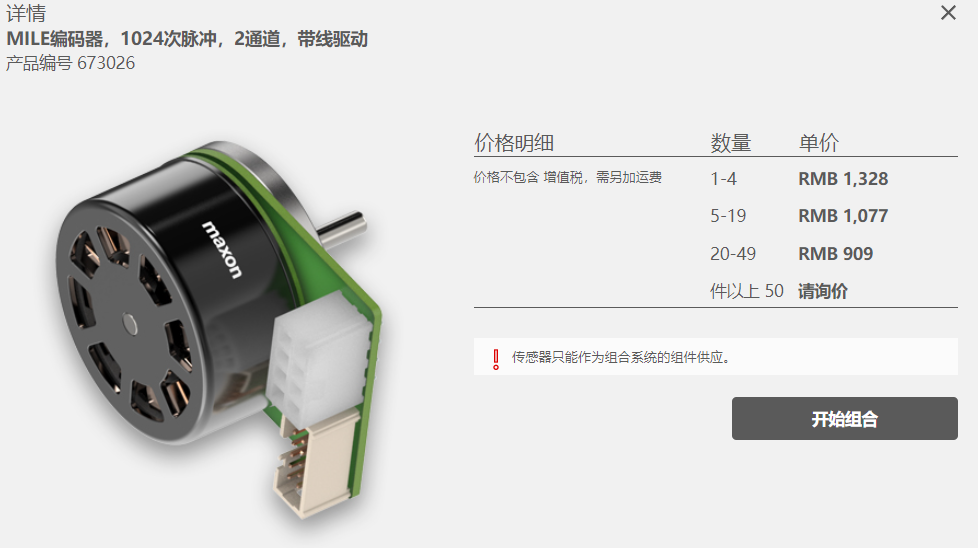 详情
MILE编码器，1024次脉冲，2通道，带线驱动
产品编号 673026
maxon
价格明细 数量 单价
价格不包含 增值税，需另加运费 1-4 RMB 1,328
5-19 RMB 1,077
20-49 RMB 909
件以上 50 请询价
传感器只能作为组合系统的组件供应。
开始组合